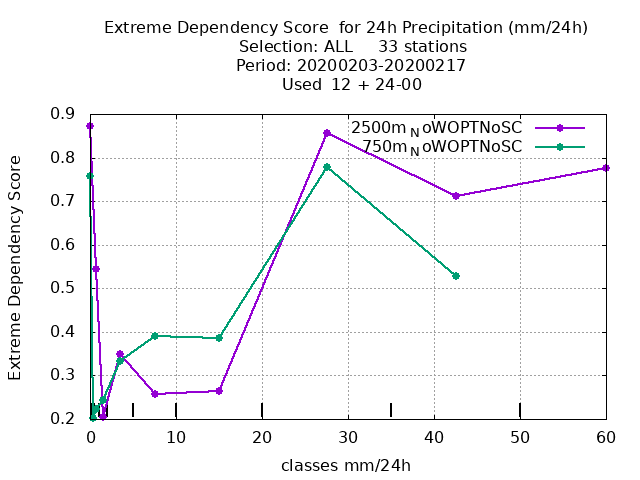 Extreme Dependency Score  for 24h Precipitation (mm/24h)
Selection: ALL     33 stations
Period: 20200203-20200217
Used  12 + 24-00
0.9
0.8
0.7
0.6
0.5
0.4
0.3
0.2
Extreme Dependency Score
2500m_NoWOPTNoSC
750m_NoWOPTNoSC
0 10 20 30 40 50 60
classes mm/24h